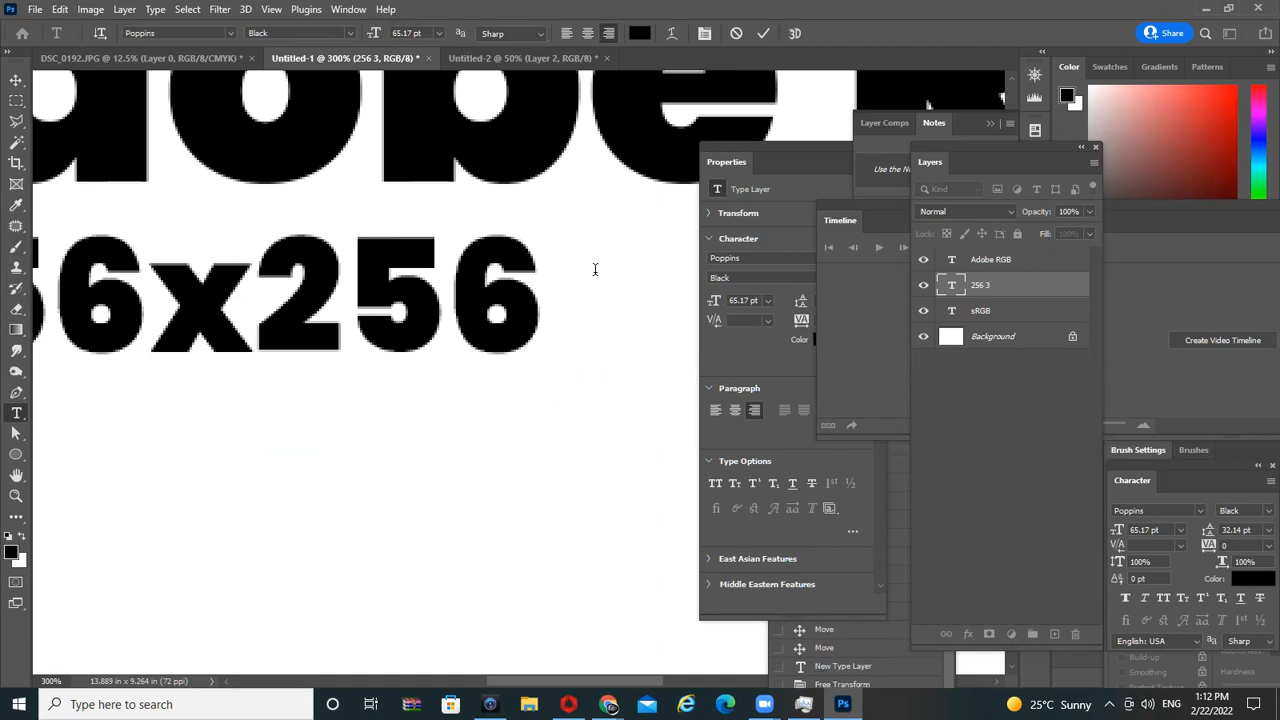 File Edit Image Layer Type Select Filter 3D View Plugins Window Help
Poppins Black 65.17 pt Sharp 3D Share
DSC_0192.JPG @ 12.5% (Layer 0, RGB/8/CMYK) * Untitled-1 @ 300% (256 3, RGB/8) * Untitled-2 @ 50% (Layer 2, RGB/8) *
Color Swatches Gradients Patterns
56x256
Layer Comps Notes
Properties
Type Layer
Transform
Character
Poppins
Black
65.17 pt
Color
Paragraph
Type Options
East Asian Features
Middle Eastern Features
Timeline
Layers
Kind
Normal Opacity: 100%
Lock: Fill: 100%
Adobe RGB
256 3
sRGB
Background
Create Video Timeline
Brush Settings Brushes
Character
Poppins Black
65.17 pt 32.14 pt
0
100% 100%
0 pt Color:
English: USA Sharp
Build-up
Smoothing Hardness
Move
Move
New Type Layer
Free Transform
300% 13.889 in x 9.264 in (72 ppi)
Type here to search
25°C Sunny ENG
1:12 PM
2/22/2022